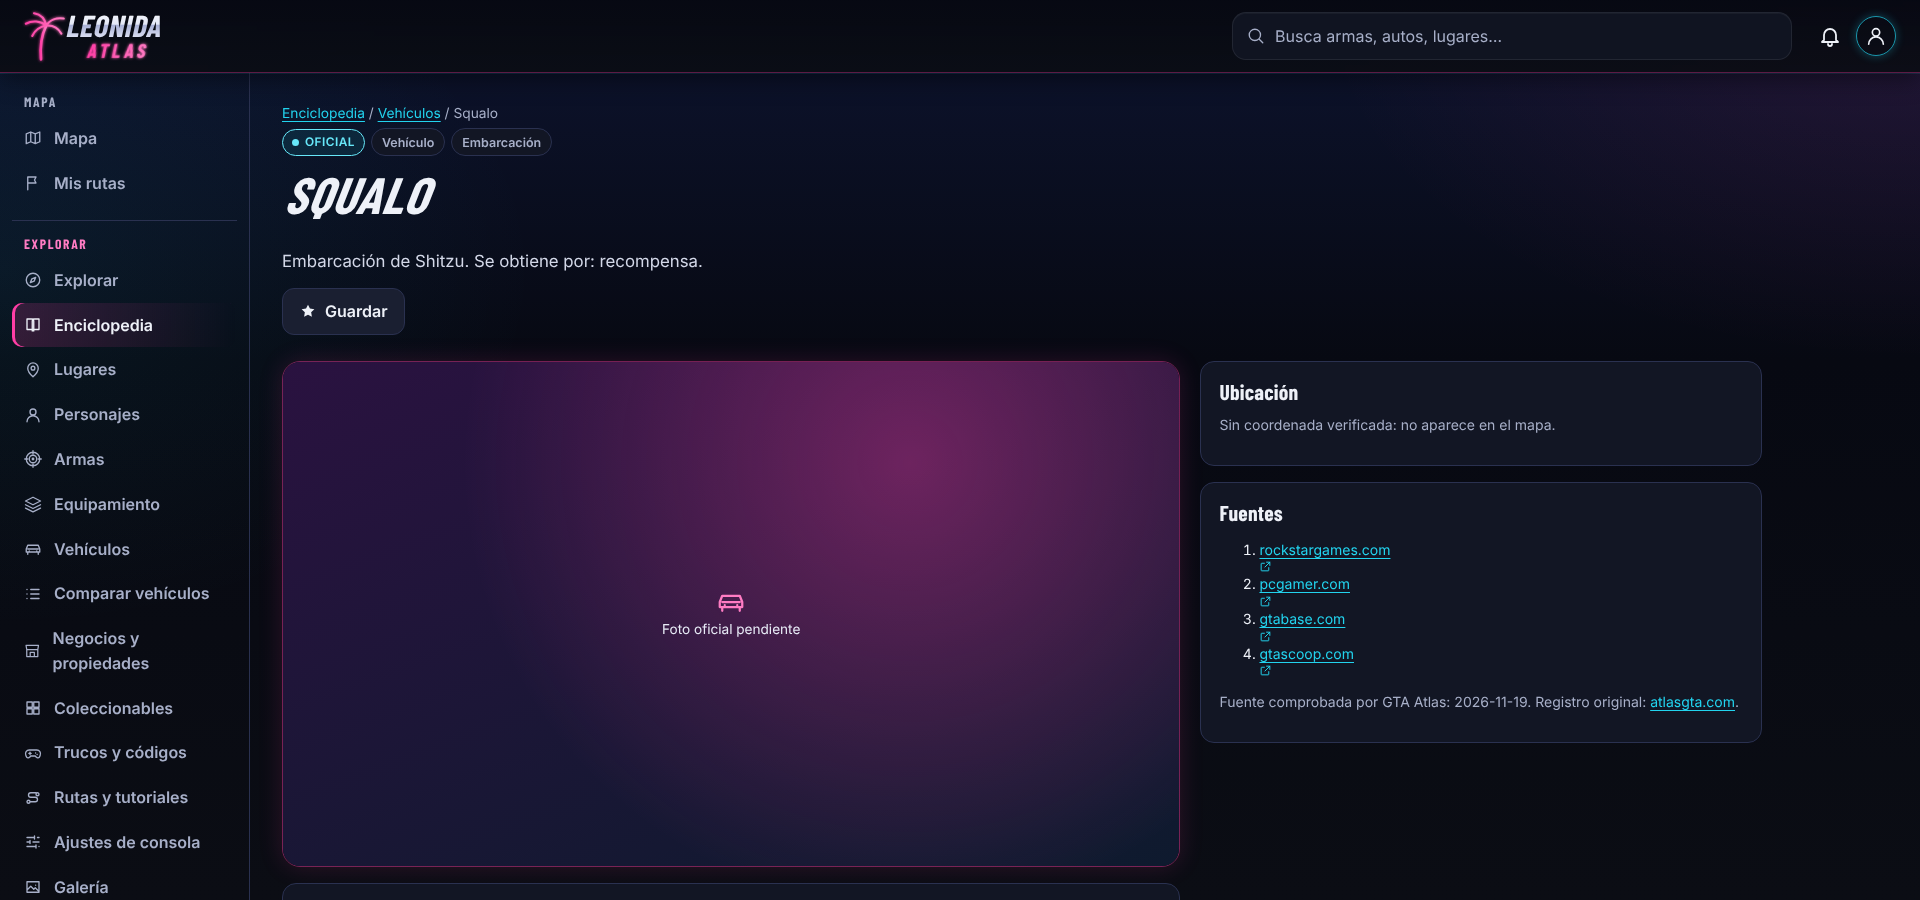 LEONIDA
ATLAS
Busca armas, autos, lugares...
MAPA
Mapa
Mis rutas
EXPLORAR
Explorar
Enciclopedia
Lugares
Personajes
Armas
Equipamiento
Vehículos
Comparar vehículos
Negocios y
propiedades
Coleccionables
Trucos y códigos
Rutas y tutoriales
Ajustes de consola
Galería
Enciclopedia / Vehículos / Squalo
OFICIAL Vehículo Embarcación
SQUALO
Embarcación de Shitzu. Se obtiene por: recompensa.
Guardar
Foto oficial pendiente
Ubicación
Sin coordenada verificada: no aparece en el mapa.
Fuentes
1. rockstargames.com
2. pcgamer.com
3. gtabase.com
4. gtascoop.com
Fuente comprobada por GTA Atlas: 2026-11-19. Registro original: atlasgta.com.